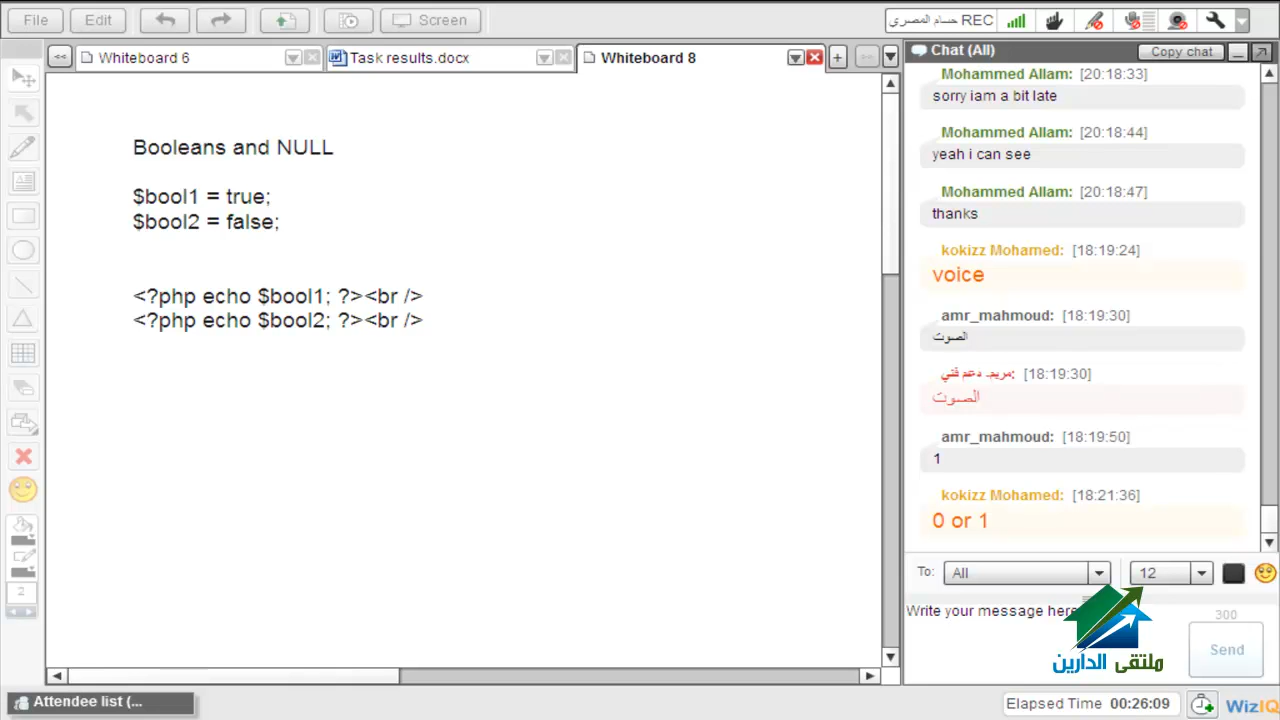 File
Edit
Screen
حسام المصري REC
<<
Whiteboard 6
Task results.docx
Whiteboard 8
+
Booleans and NULL
$bool1 = true;
$bool2 = false;
<?php echo $bool1; ?><br />
<?php echo $bool2; ?><br />
2
Chat (All)
Copy chat
Mohammed Allam: [20:18:33]
sorry iam a bit late
Mohammed Allam: [20:18:44]
yeah i can see
Mohammed Allam: [20:18:47]
thanks
kokizz Mohamed: [18:19:24]
voice
amr_mahmoud: [18:19:30]
الصوت
مريم۔ دعم فني: [18:19:30]
الصوت
amr_mahmoud: [18:19:50]
1
kokizz Mohamed: [18:21:36]
0 or 1
To:
All
12
Write your message here
300
Send
ملتقى الدارين
Attendee list (...
Elapsed Time 00:26:09
WizIQ